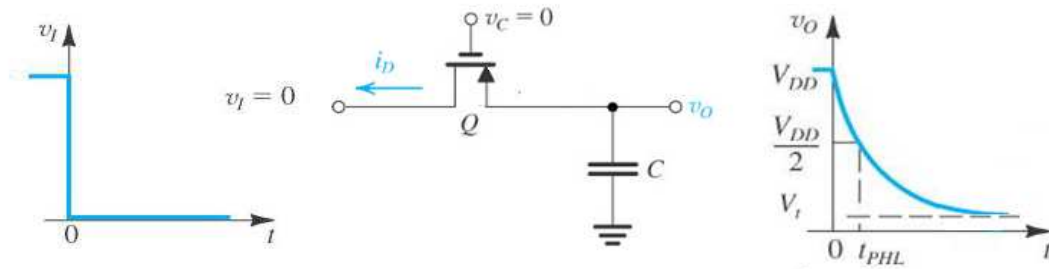 v_I
0
t
v_C = 0
i_D
v_I = 0
Q
v_O
C
v_O
V_DD
V_DD/2
V_t
0
t_PHL
t